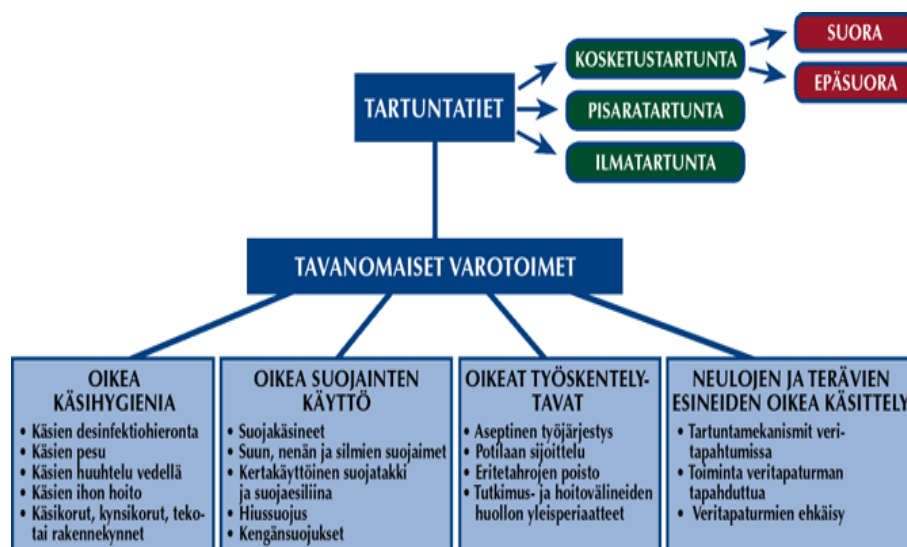 SUORA
KOSKETUSTARTUNTA
EPÄSUORA
TARTUNTATIET
PISARATARTUNTA
ILMATARTUNTA
TAVANOMAISET VAROTOIMET
OIKEA
KÄSIHYGIENIA
• Käsien desinfektiohieronta
• Käsien pesu
• Käsien huuhtelu vedellä
• Käsien ihon hoito
• Käsikorut, kynsikorut, teko-
tai rakennekynnet
OIKEA SUOJAINTEN
KÄYTTÖ
• Suojakäsineet
• Suun, nenän ja silmien suojaimet
• Kertakäyttöinen suojatakki
ja suojaesiliina
• Hiussuojus
• Kengänsuojukset
OIKEAT TYÖSKENTELY-
TAVAT
• Aseptinen työjärjestys
• Potilaan sijoittelu
• Eritetahrojen poisto
• Tutkimus- ja hoitovälineiden
huollon yleisperiaatteet
NEULOJEN JA TERÄVIEN
ESINEIDEN OIKEA KÄSITTELY
• Tartuntamekanismit veri-
tapahtumissa
• Toiminta veritapaturman
tapahduttua
• Veritapaturmien ehkäisy